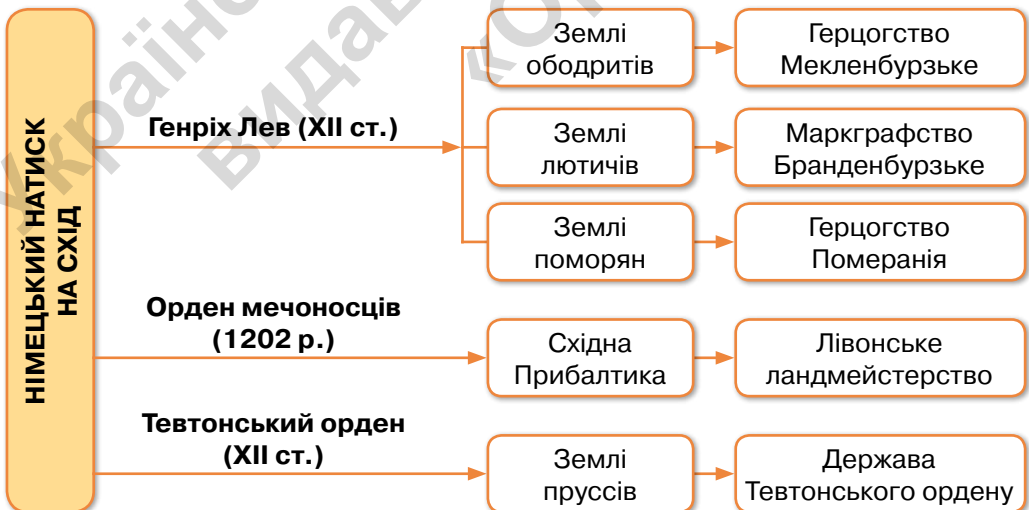 НІМЕЦЬКИЙ НАТИСК
НА СХІД
Генріх Лев (XII ст.)
Землі
ободритів
Герцогство
Мекленбурзьке
Землі
лютичів
Маркграфство
Бранденбурзьке
Землі
поморян
Герцогство
Померанія
Орден мечоносців
(1202 р.)
Східна
Прибалтика
Лівонське
ландмейстерство
Тевтонський орден
(XII ст.)
Землі
пруссів
Держава
Тевтонського ордену